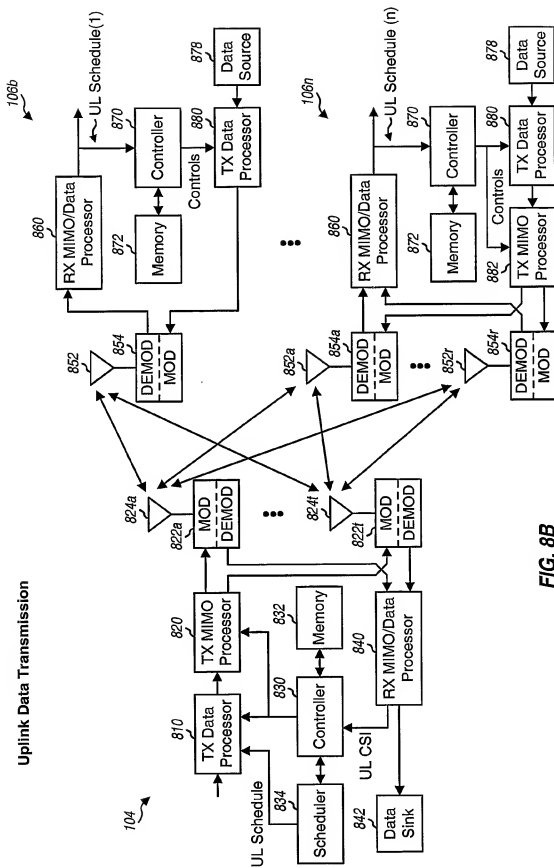 Uplink Data Transmission
104
UL Schedule
810
TX Data
Processor
820
TX MIMO
Processor
834
Scheduler
830
Controller
832
Memory
842
Data
Sink
UL CSI
840
RX MIMO/Data
Processor
824a
822a
MOD
DEMOD
824t
822t
MOD
DEMOD
852
854
DEMOD
MOD
106b
860
RX MIMO/Data
Processor
UL Schedule(1)
872
Memory
870
Controller
Controls
878
Data
Source
880
TX Data
Processor
852a
854a
DEMOD
MOD
852r
854r
DEMOD
MOD
106n
860
RX MIMO/Data
Processor
UL Schedule (n)
872
Memory
870
Controller
Controls
882
TX MIMO
Processor
880
TX Data
Processor
878
Data
Source
FIG. 8B